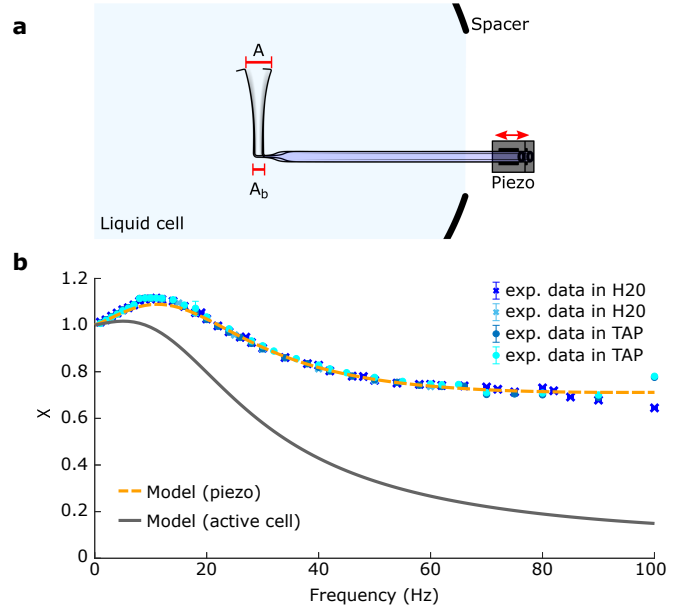 a
Spacer
A
Piezo
A_b
Liquid cell
b
1.2
1.0
0.8
0.6
0.4
0.2
0
X
exp. data in H20
exp. data in H20
exp. data in TAP
exp. data in TAP
Model (piezo)
Model (active cell)
0 20 40 60 80 100
Frequency (Hz)